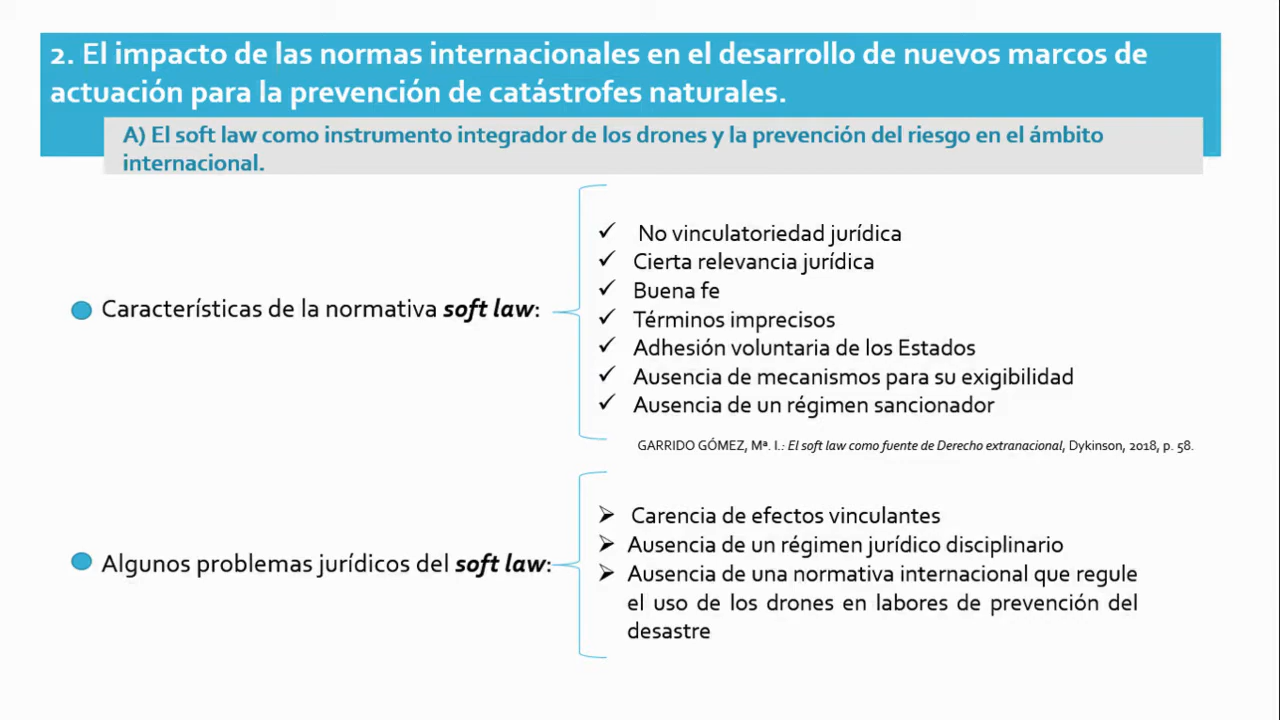 2. El impacto de las normas internacionales en el desarrollo de nuevos marcos de
actuación para la prevención de catástrofes naturales.
A) El soft law como instrumento integrador de los drones y la prevención del riesgo en el ámbito
internacional.
Características de la normativa soft law:
No vinculatoriedad jurídica
Cierta relevancia jurídica
Buena fe
Términos imprecisos
Adhesión voluntaria de los Estados
Ausencia de mecanismos para su exigibilidad
Ausencia de un régimen sancionador
GARRIDO GÓMEZ, Mª. I.: El soft law como fuente de Derecho extranacional, Dykinson, 2018, p. 58.
Algunos problemas jurídicos del soft law:
Carencia de efectos vinculantes
Ausencia de un régimen jurídico disciplinario
Ausencia de una normativa internacional que regule
el uso de los drones en labores de prevención del
desastre